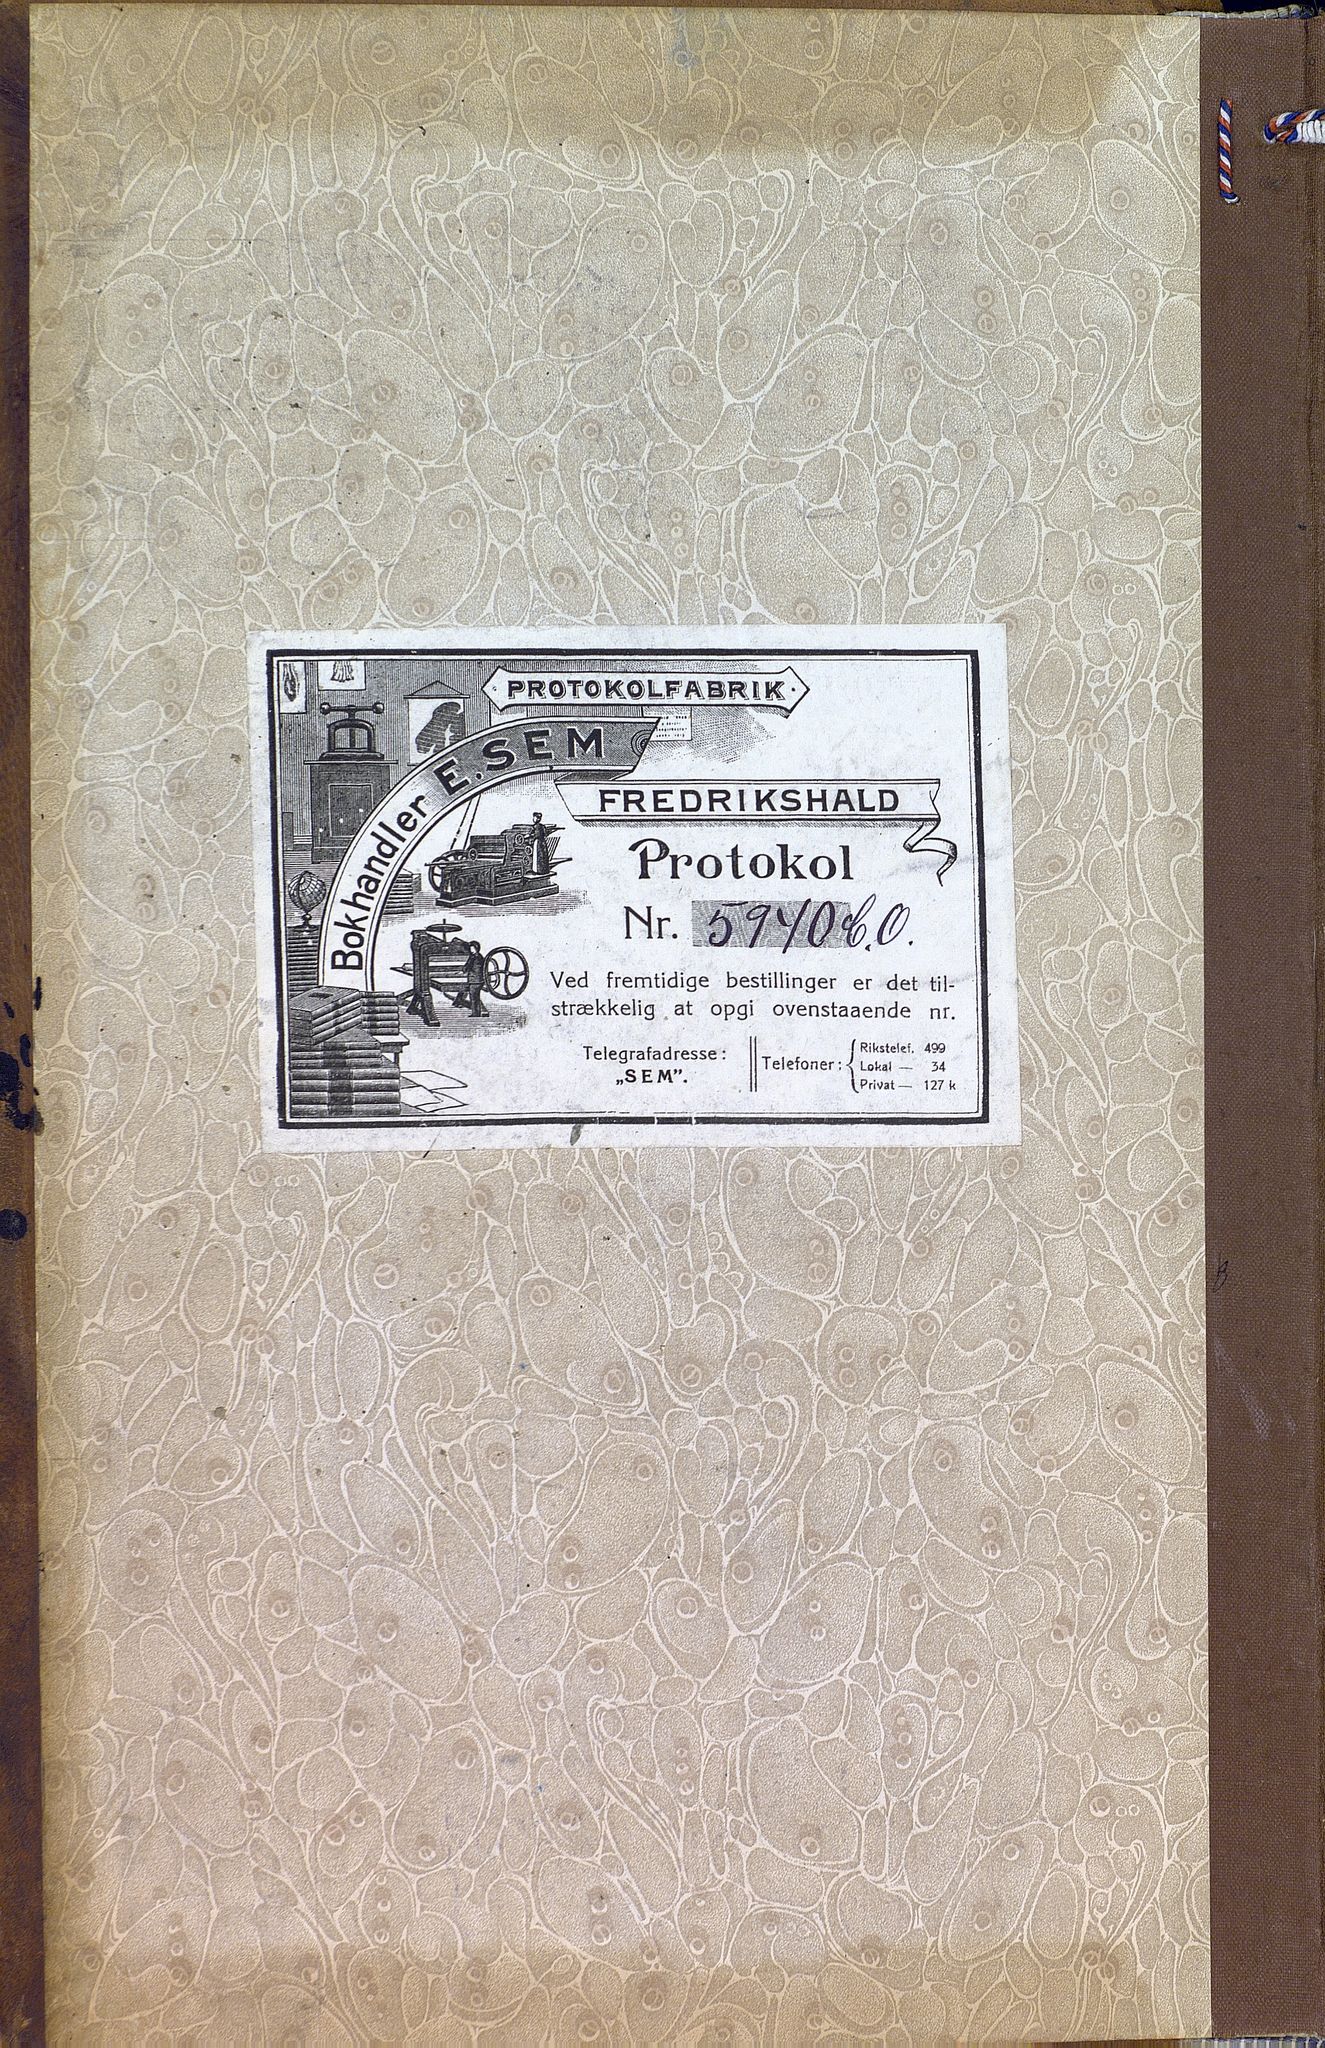 PROTOKOLFABRIK
Bokhandler E. SEM
FREDRIKSHALD
Protokol
Nr. 5940 C.O.
Ved fremtidige bestillinger er det til-
strækkelig at opgi ovenstaaende nr.
Telegrafadresse:
„SEM”.
Telefoner:
Rikstelef. 499
Lokal — 34
Privat — 127 k